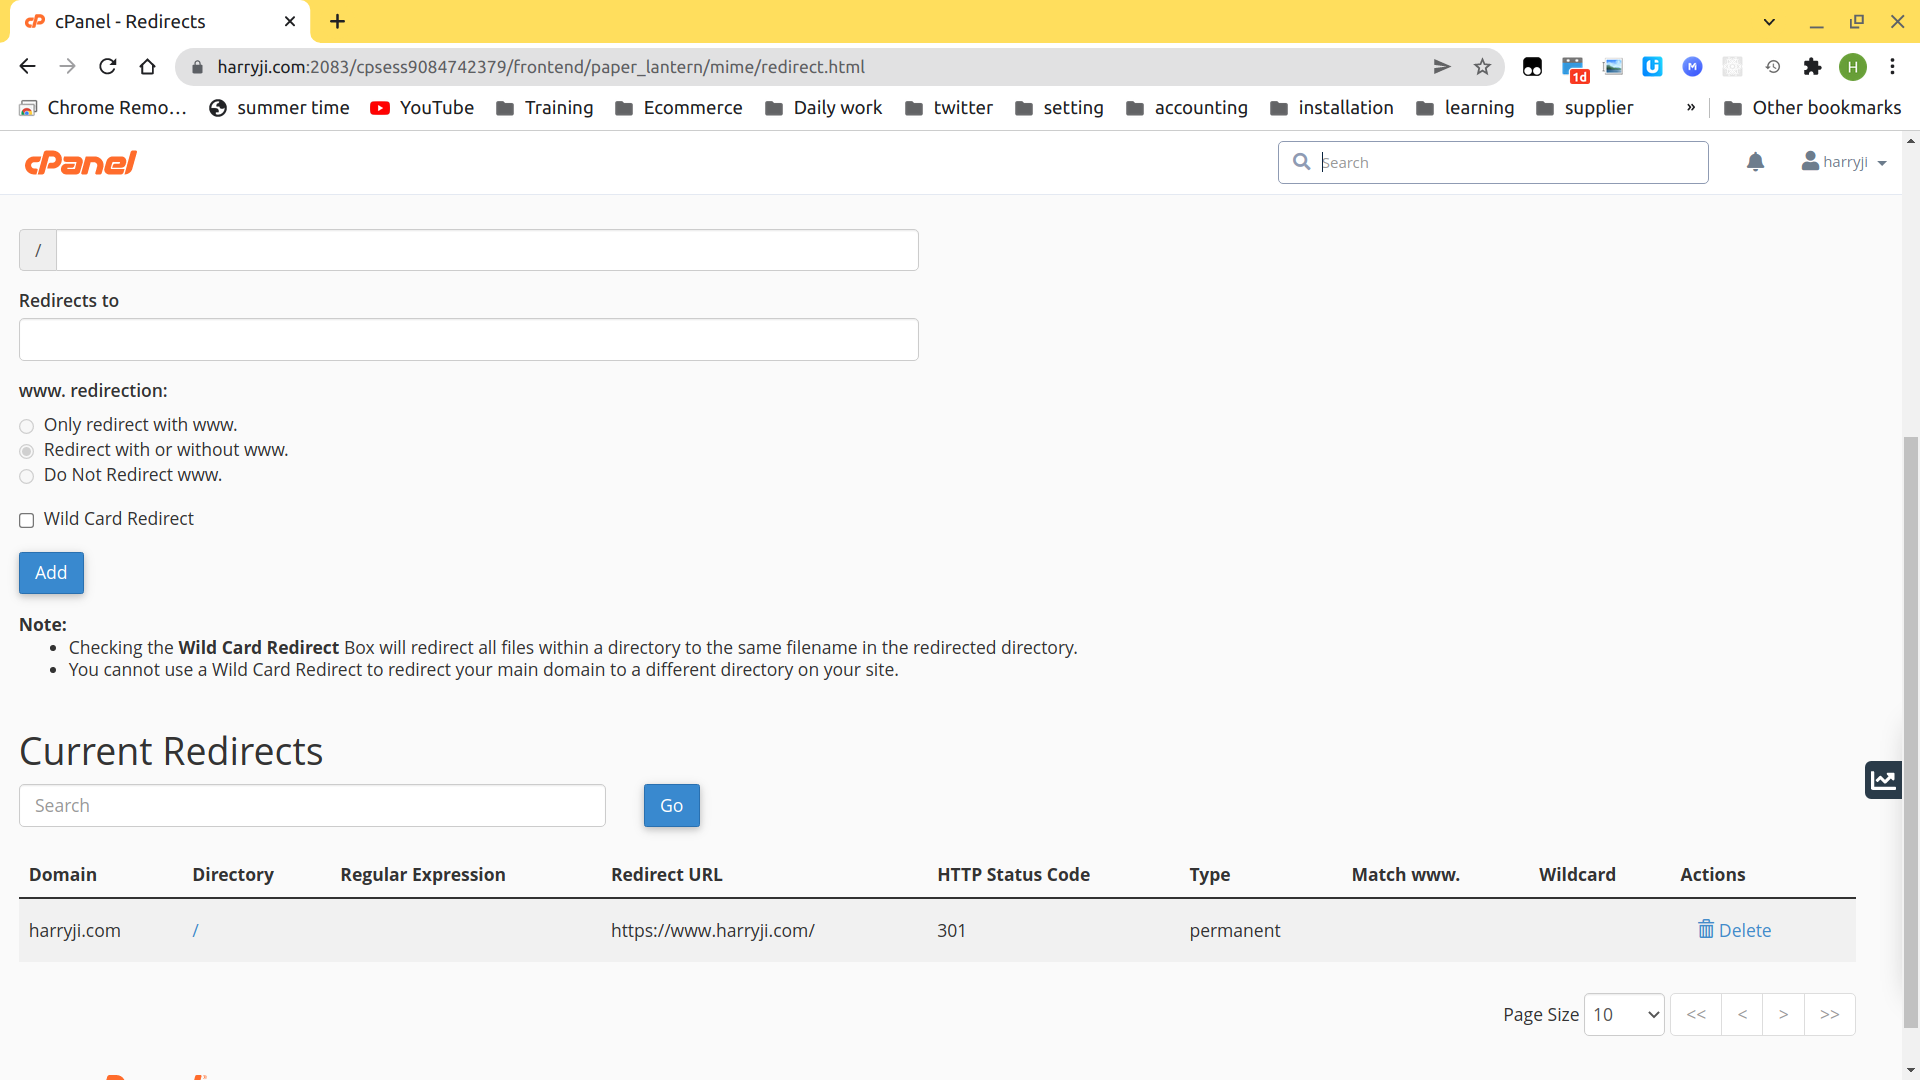 cPanel - Redirects
harryji.com:2083/cpsess9084742379/frontend/paper_lantern/mime/redirect.html
1d
M
H
Chrome Remo... summer time YouTube Training Ecommerce Daily work twitter setting accounting installation learning supplier » Other bookmarks
cPanel
Search
harryji
/
Redirects to
www. redirection:
Only redirect with www.
Redirect with or without www.
Do Not Redirect www.
Wild Card Redirect
Add
Note:
• Checking the Wild Card Redirect Box will redirect all files within a directory to the same filename in the redirected directory.
• You cannot use a Wild Card Redirect to redirect your main domain to a different directory on your site.
Current Redirects
Search Go
Domain Directory Regular Expression Redirect URL HTTP Status Code Type Match www. Wildcard Actions
harryji.com / https://www.harryji.com/ 301 permanent Delete
Page Size 10 << < > >>